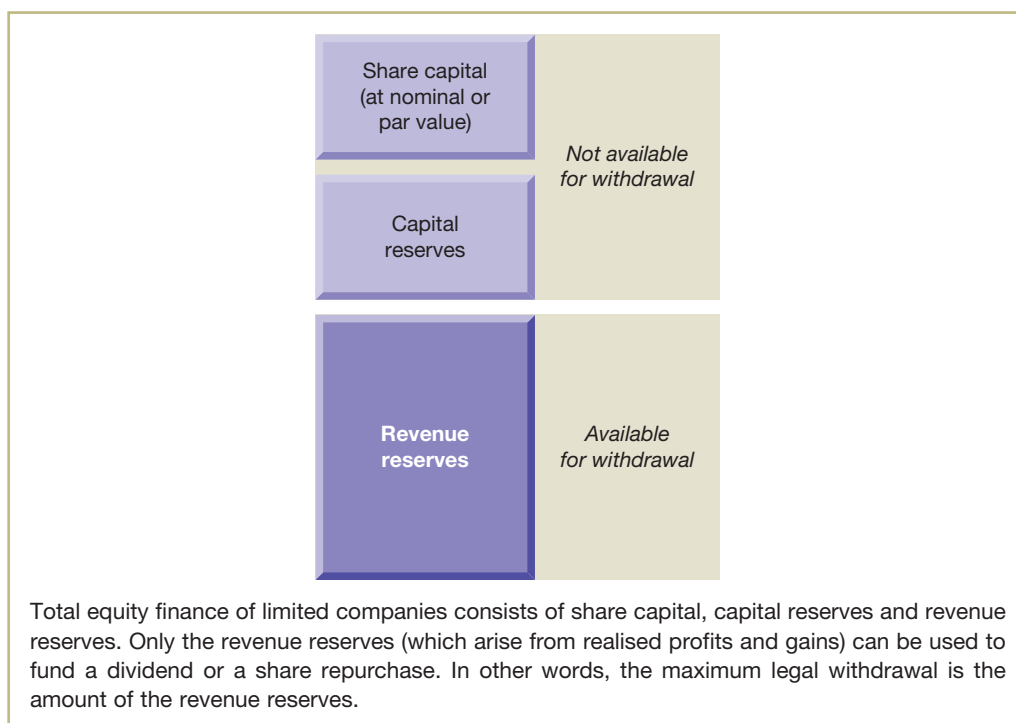 Share capital
(at nominal or
par value)
Not available
for withdrawal
Capital
reserves
Revenue
reserves
Available
for withdrawal
Total equity finance of limited companies consists of share capital, capital reserves and revenue
reserves. Only the revenue reserves (which arise from realised profits and gains) can be used to
fund a dividend or a share repurchase. In other words, the maximum legal withdrawal is the
amount of the revenue reserves.